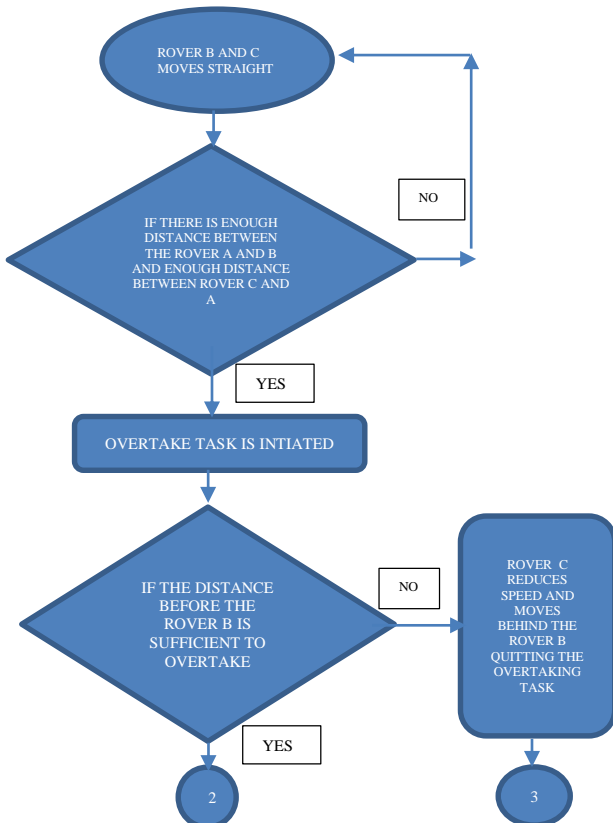 ROVER B AND C
MOVES STRAIGHT
NO
IF THERE IS ENOUGH
DISTANCE BETWEEN
THE ROVER A AND B
AND ENOUGH DISTANCE
BETWEEN ROVER C AND
A
YES
OVERTAKE TASK IS INTIATED
IF THE DISTANCE
BEFORE THE
ROVER B IS
SUFFICIENT TO
OVERTAKE
NO
ROVER C
REDUCES
SPEED AND
MOVES
BEHIND THE
ROVER B
QUITTING THE
OVERTAKING
TASK
YES
2
3